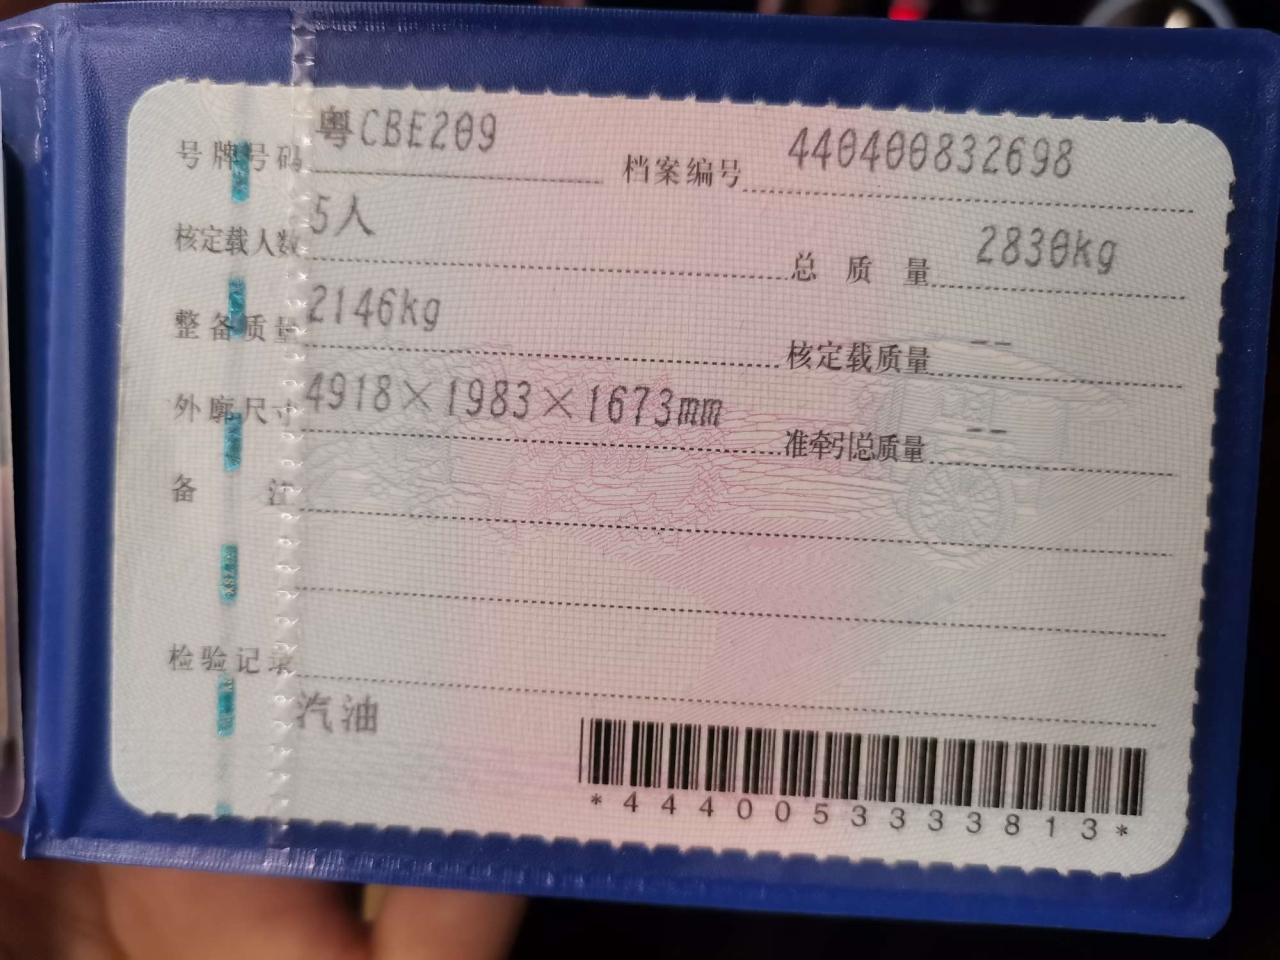 号牌号码 粤CBE209 档案编号 440400832698
核定载人数 5人 总质量 2830kg
整备质量 2146kg 核定载质量 --
外廓尺寸 4918×1983×1673mm 准牵引总质量 --
备注
检验记录
汽油
*4440053333813*